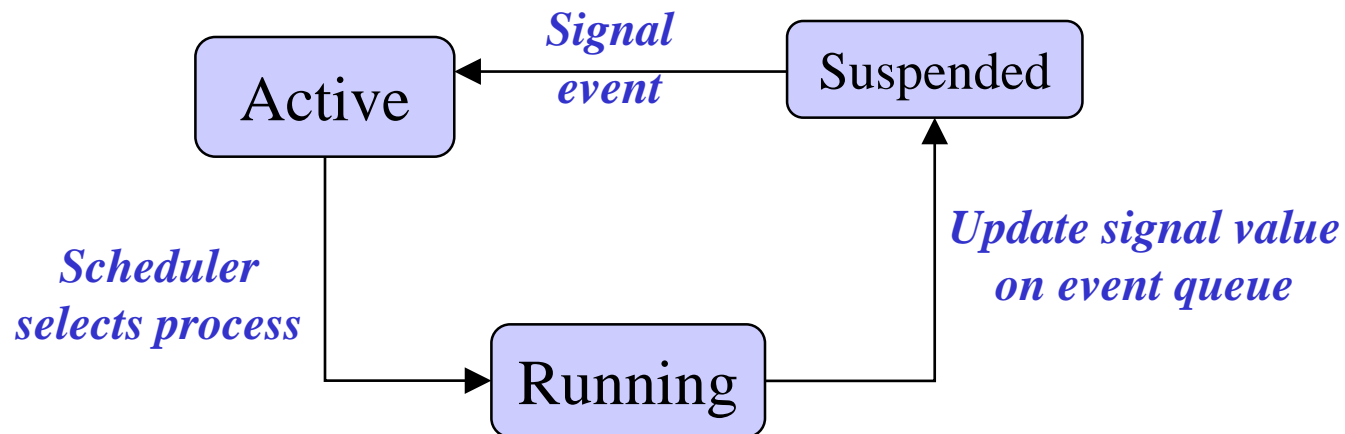 Signal
event
Active
Suspended
Scheduler
selects process
Update signal value
on event queue
Running